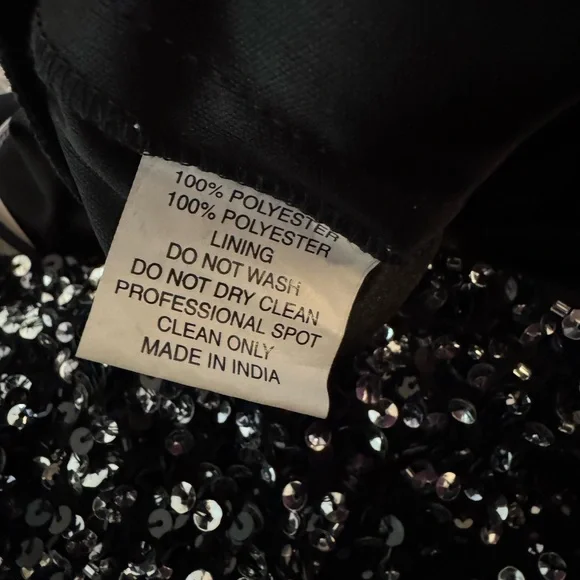 100% POLYESTER
100% POLYESTER
LINING
DO NOT WASH
DO NOT DRY CLEAN
PROFESSIONAL SPOT
CLEAN ONLY
MADE IN INDIA